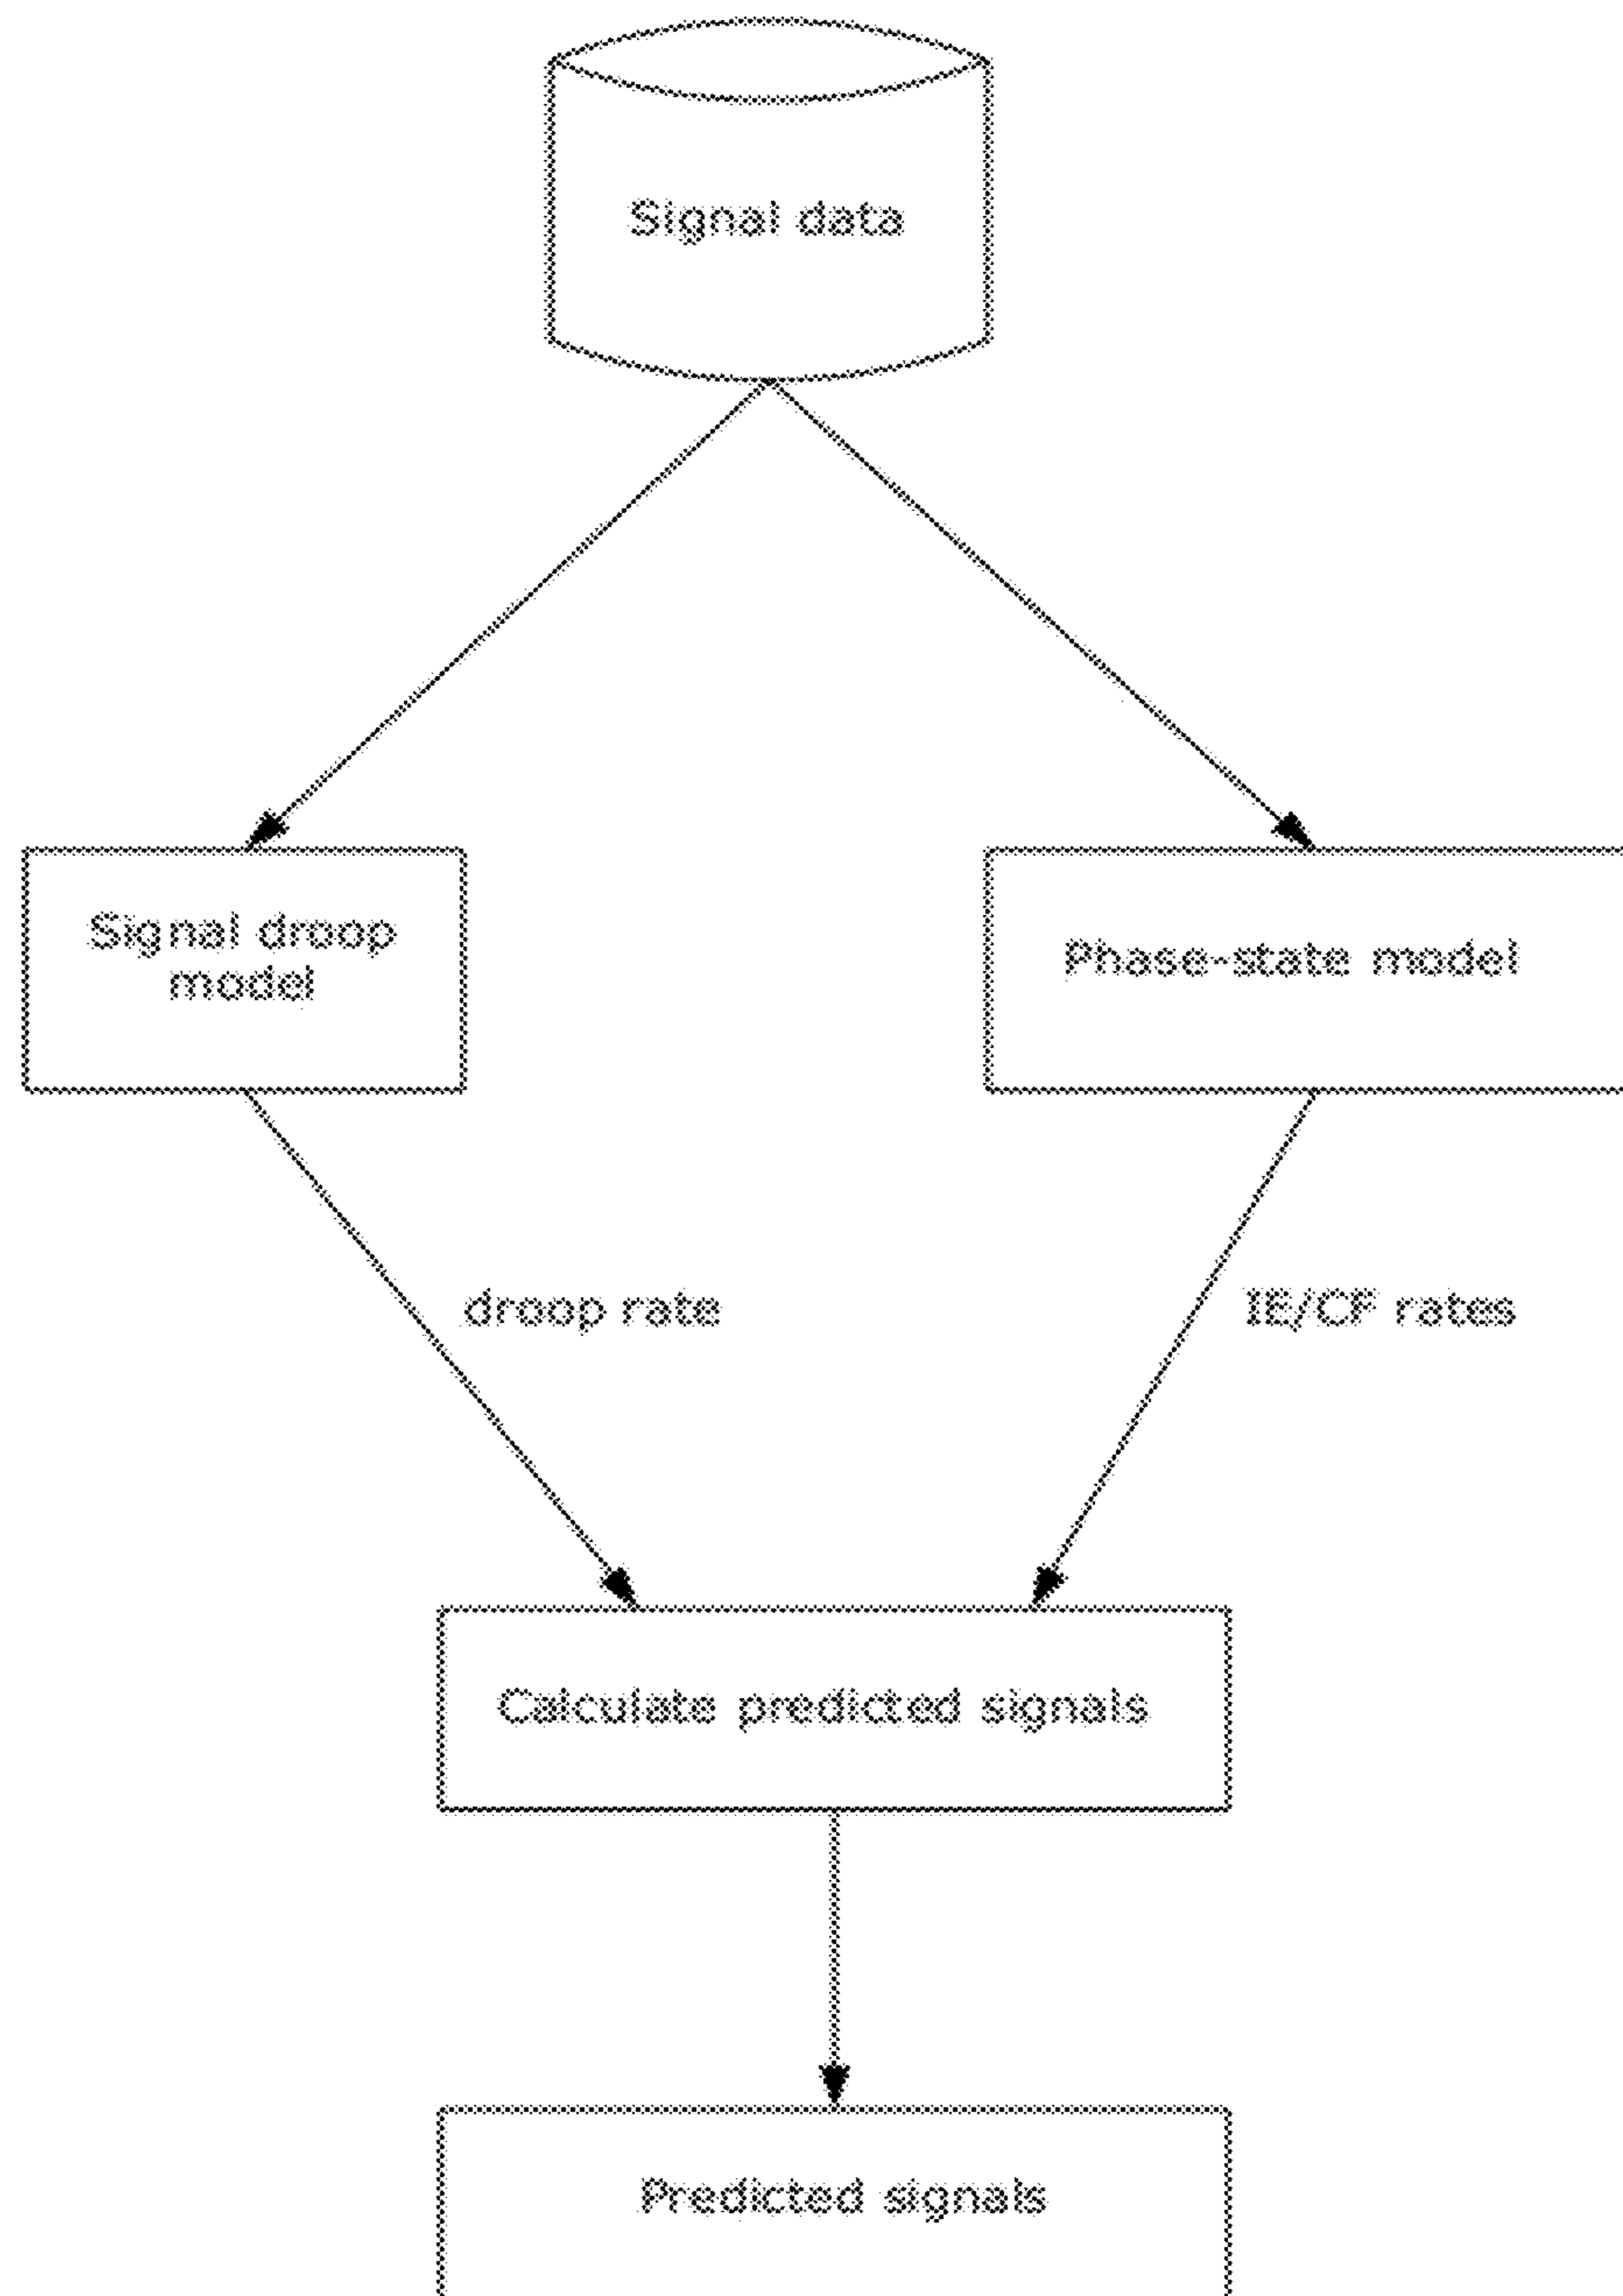 Signal data
Signal droop
model
Phase-state model
droop rate
IE/CF rates
Calculate predicted signals
Predicted signals